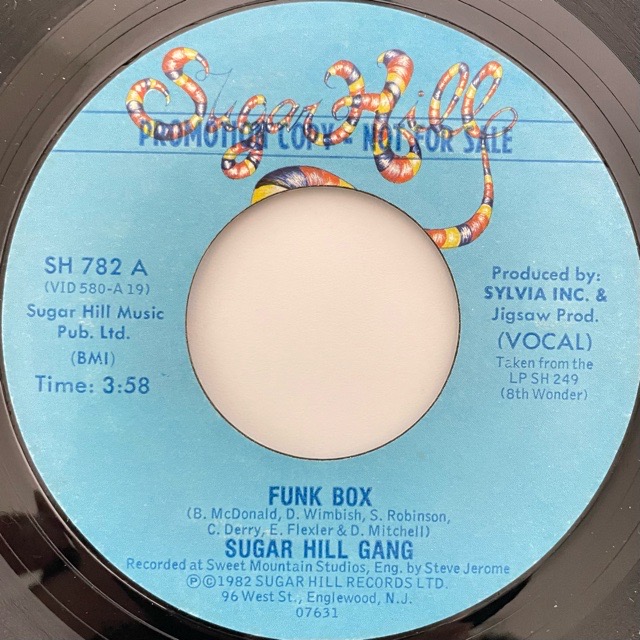 Sugar Hill
PROMOTION COPY - NOT FOR SALE
SH 782 A
(VID 580-A 19)
Sugar Hill Music
Pub. Ltd.
(BMI)
Time: 3:58
Produced by:
SYLVIA INC. &
Jigsaw Prod.
(VOCAL)
Taken from the
LP SH 249
(8th Wonder)
FUNK BOX
(B. McDonald, D. Wimbish, S. Robinson,
C. Derry, E. Flexler & D. Mitchell)
SUGAR HILL GANG
Recorded at Sweet Mountain Studios, Eng. by Steve Jerome
℗©1982 SUGAR HILL RECORDS LTD.
96 West St., Englewood, N.J.
07631